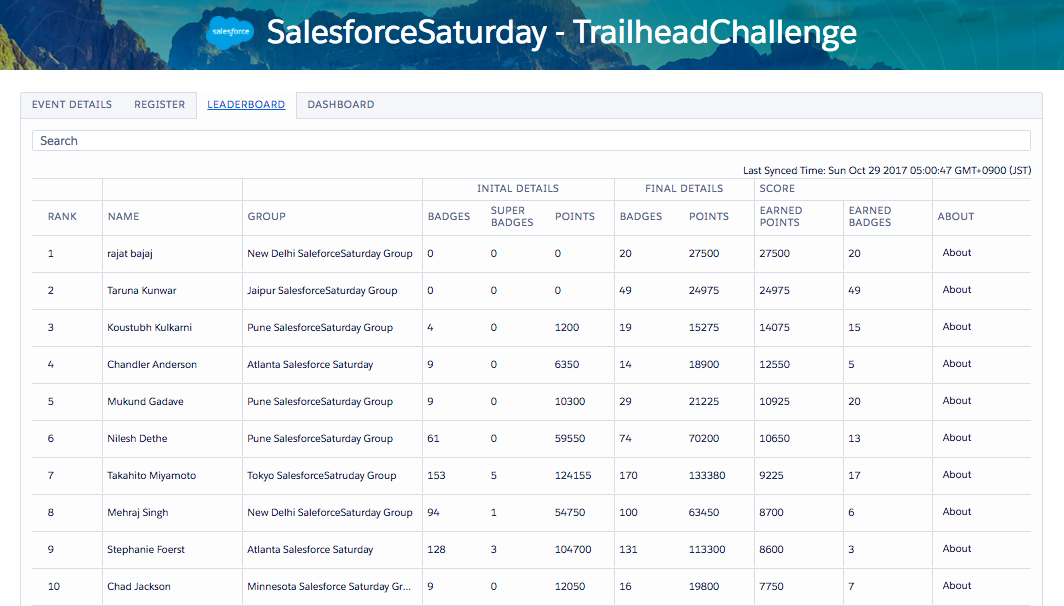 salesforce SalesforceSaturday - TrailheadChallenge
EVENT DETAILS REGISTER LEADERBOARD DASHBOARD
Search
Last Synced Time: Sun Oct 29 2017 05:00:47 GMT+0900 (JST)
INITAL DETAILS FINAL DETAILS SCORE
RANK NAME GROUP BADGES SUPER BADGES POINTS BADGES POINTS EARNED POINTS EARNED BADGES ABOUT
1 rajat bajaj New Delhi SaleforceSaturday Group 0 0 0 20 27500 27500 20 About
2 Taruna Kunwar Jaipur SalesforceSaturday Group 0 0 0 49 24975 24975 49 About
3 Koustubh Kulkarni Pune SalesforceSaturday Group 4 0 1200 19 15275 14075 15 About
4 Chandler Anderson Atlanta Salesforce Saturday 9 0 6350 14 18900 12550 5 About
5 Mukund Gadave Pune SalesforceSaturday Group 9 0 10300 29 21225 10925 20 About
6 Nilesh Dethe Pune SalesforceSaturday Group 61 0 59550 74 70200 10650 13 About
7 Takahito Miyamoto Tokyo SalesforceSatruday Group 153 5 124155 170 133380 9225 17 About
8 Mehraj Singh New Delhi SaleforceSaturday Group 94 1 54750 100 63450 8700 6 About
9 Stephanie Foerst Atlanta Salesforce Saturday 128 3 104700 131 113300 8600 3 About
10 Chad Jackson Minnesota Salesforce Saturday Gr... 9 0 12050 16 19800 7750 7 About